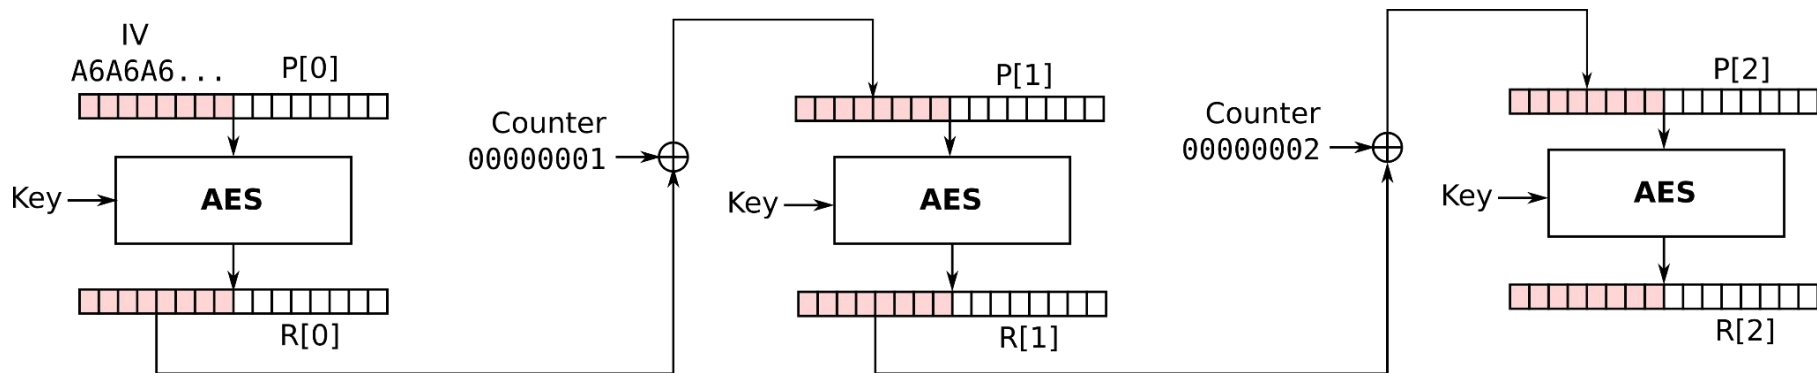 IV
A6A6A6...
P[0]
Key
AES
R[0]
Counter
00000001
P[1]
Key
AES
R[1]
Counter
00000002
P[2]
Key
AES
R[2]